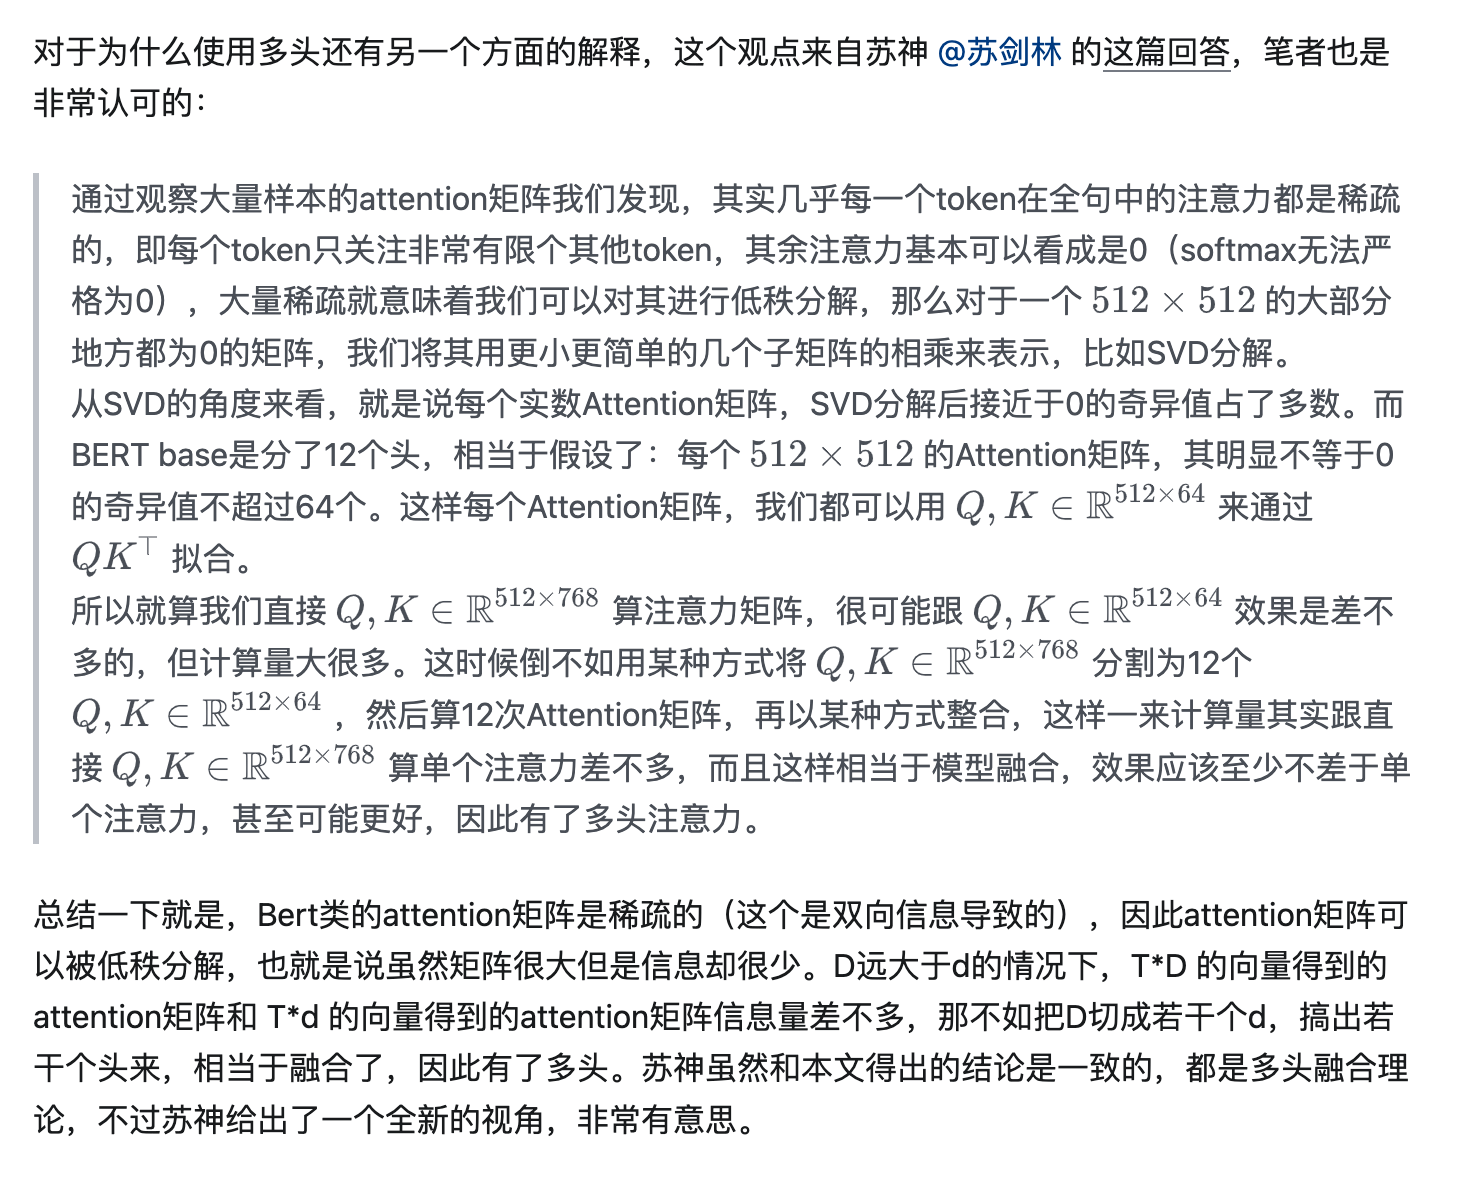 对于为什么使用多头还有另一个方面的解释，这个观点来自苏神 @苏剑林 的这篇回答，笔者也是
非常认可的：
通过观察大量样本的attention矩阵我们发现，其实几乎每一个token在全句中的注意力都是稀疏
的，即每个token只关注非常有限个其他token，其余注意力基本可以看成是0（softmax无法严
格为0），大量稀疏就意味着我们可以对其进行低秩分解，那么对于一个 512 × 512 的大部分
地方都为0的矩阵，我们将其用更小更简单的几个子矩阵的相乘来表示，比如SVD分解。
从SVD的角度来看，就是说每个实数Attention矩阵，SVD分解后接近于0的奇异值占了多数。而
BERT base是分了12个头，相当于假设了：每个 512 × 512 的Attention矩阵，其明显不等于0
的奇异值不超过64个。这样每个Attention矩阵，我们都可以用 Q, K ∈ ℝ^{512×64} 来通过
QK^⊤ 拟合。
所以就算我们直接 Q, K ∈ ℝ^{512×768} 算注意力矩阵，很可能跟 Q, K ∈ ℝ^{512×64} 效果是差不
多的，但计算量大很多。这时候倒不如用某种方式将 Q, K ∈ ℝ^{512×768} 分割为12个
Q, K ∈ ℝ^{512×64} ，然后算12次Attention矩阵，再以某种方式整合，这样一来计算量其实跟直
接 Q, K ∈ ℝ^{512×768} 算单个注意力差不多，而且这样相当于模型融合，效果应该至少不差于单
个注意力，甚至可能更好，因此有了多头注意力。
总结一下就是，Bert类的attention矩阵是稀疏的（这个是双向信息导致的），因此attention矩阵可
以被低秩分解，也就是说虽然矩阵很大但是信息却很少。D远大于d的情况下，T*D 的向量得到的
attention矩阵和 T*d 的向量得到的attention矩阵信息量差不多，那不如把D切成若干个d，搞出若
干个头来，相当于融合了，因此有了多头。苏神虽然和本文得出的结论是一致的，都是多头融合理
论，不过苏神给出了一个全新的视角，非常有意思。